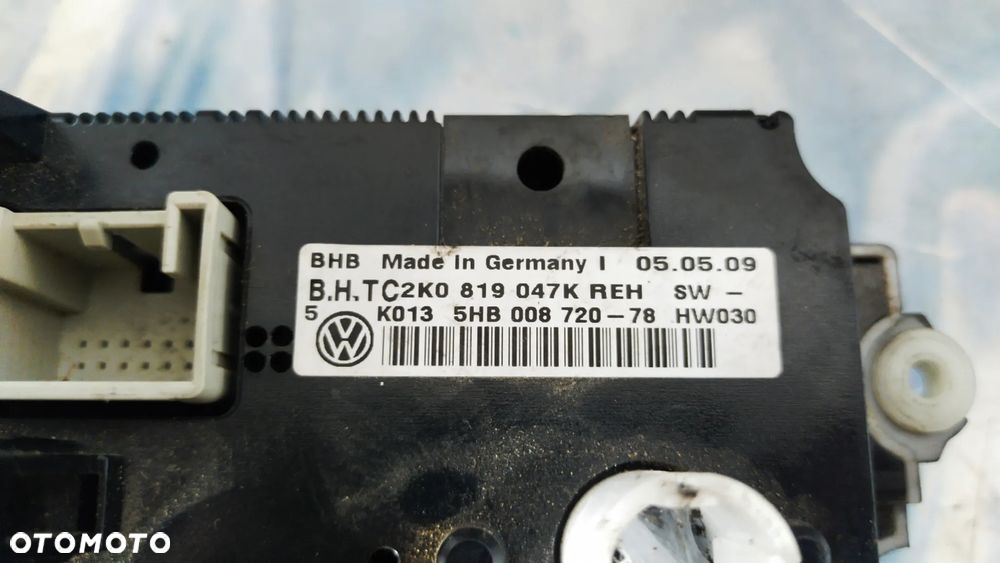 BHB Made in Germany I 05.05.09
B.H.TC2K0 819 047K REH SW -
5 K013 5HB 008 720-78 HW030
OTOMOTO